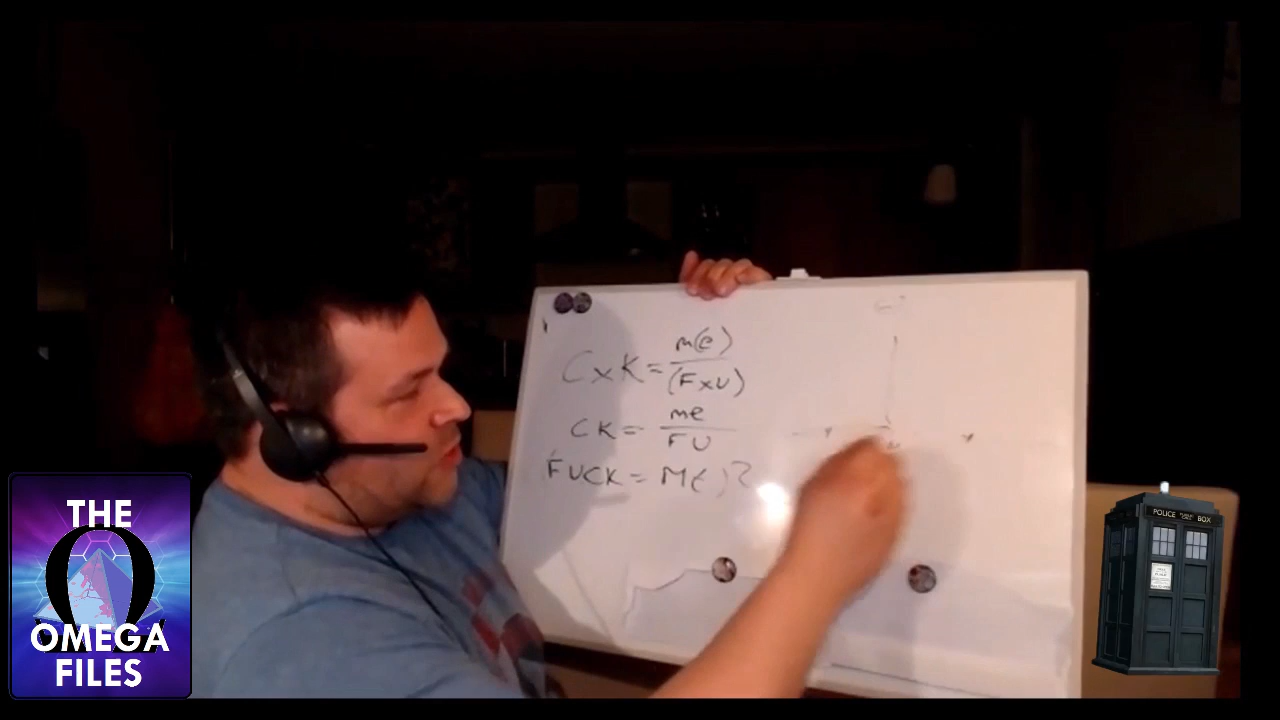 C x K = m(e)
(F x U)
CK = me
FU
FUCK = M( )?
THE
Ω
OMEGA
FILES
POLICE BOX